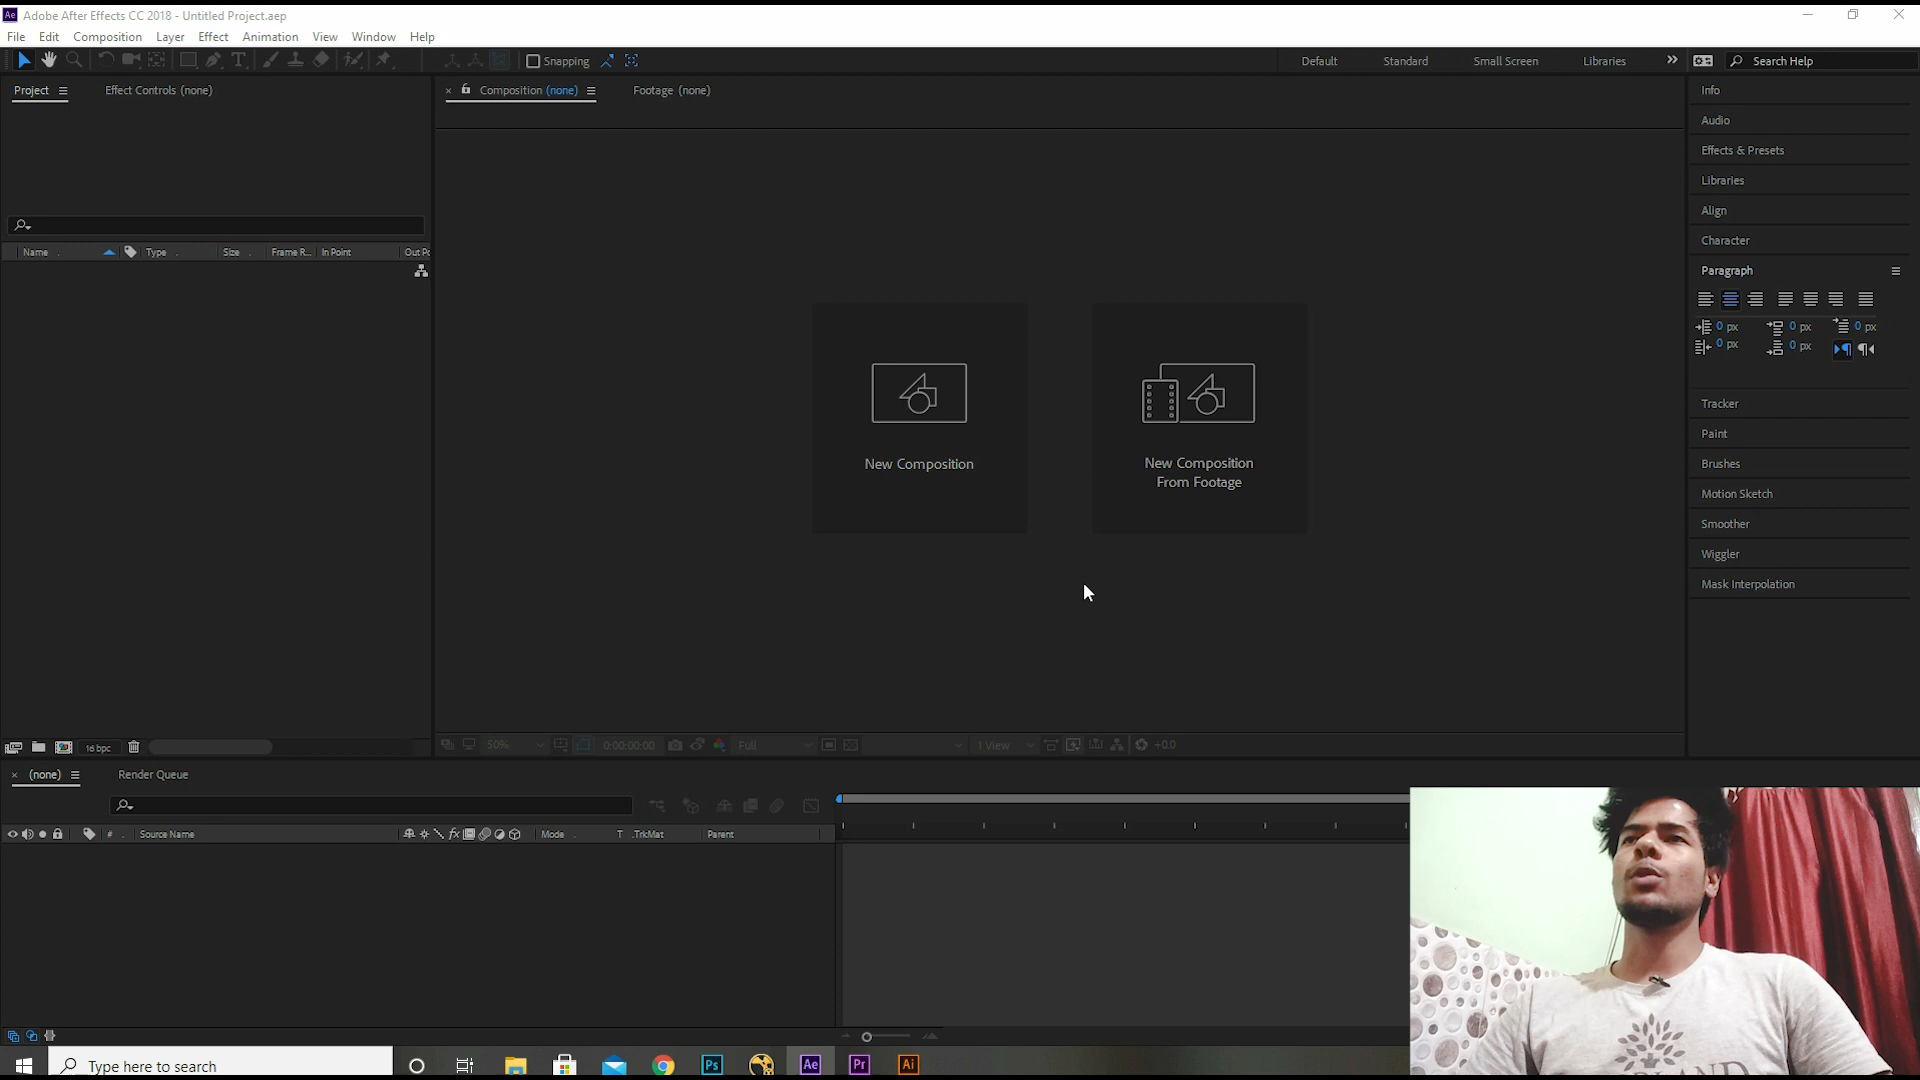 Ae Adobe After Effects CC 2018 - Untitled Project.aep
File Edit Composition Layer Effect Animation View Window Help
Snapping Default Standard Small Screen Libraries Search Help
Project Effect Controls (none) × Composition (none) Footage (none)
Name Type Size Frame R... In Point Out Po
New Composition
New Composition
From Footage
Info
Audio
Effects & Presets
Libraries
Align
Character
Paragraph
0 px 0 px 0 px
0 px 0 px
Tracker
Paint
Brushes
Motion Sketch
Smoother
Wiggler
Mask Interpolation
16 bpc 50% 0:00:00:00 Full 1 View +0.0
× (none) Render Queue
# Source Name fx Mode T .TrkMat Parent
Type here to search Ps Ae Pr Ai